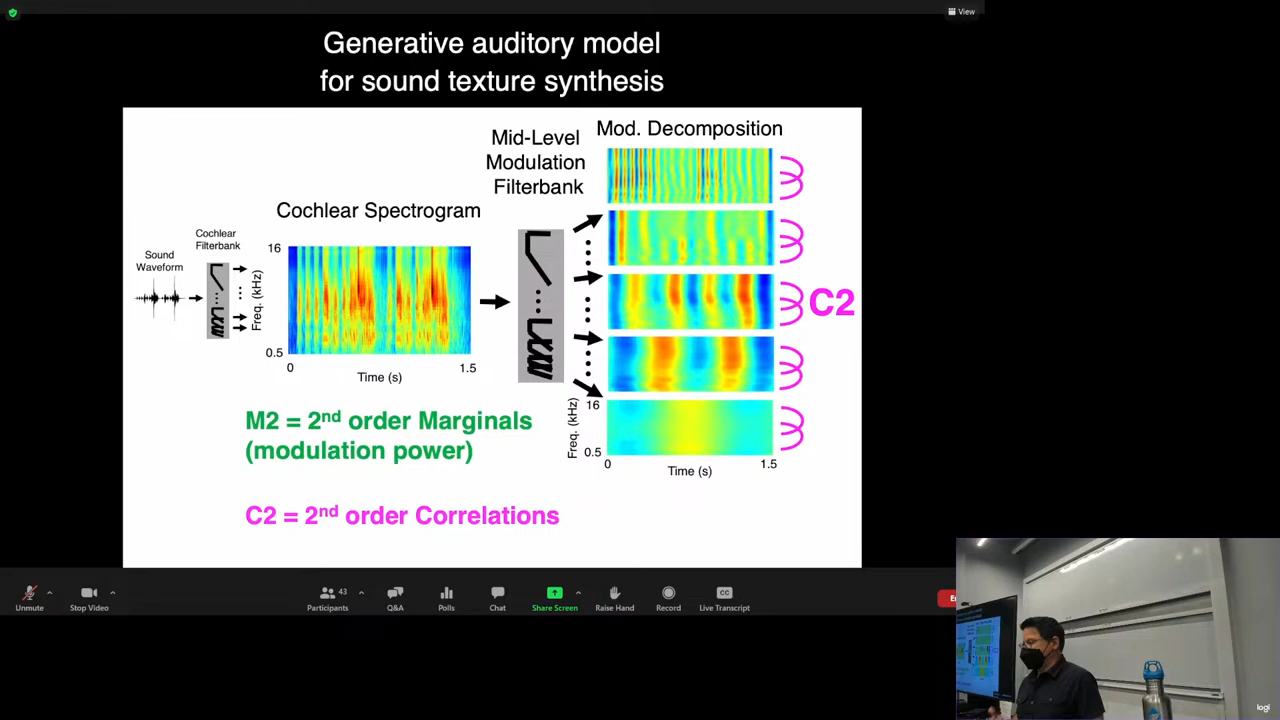 View
Generative auditory model
for sound texture synthesis
Mid-Level
Modulation
Filterbank
Mod. Decomposition
Cochlear Spectrogram
Cochlear
Filterbank
Sound
Waveform
16
Freq. (kHz)
0.5
0
1.5
Time (s)
C2
16
Freq. (kHz)
0.5
0
1.5
Time (s)
M2 = 2nd order Marginals
(modulation power)
C2 = 2nd order Correlations
Unmute
Stop Video
43
Participants
Q&A
Polls
Chat
Share Screen
Raise Hand
Record
CC
Live Transcript
logi